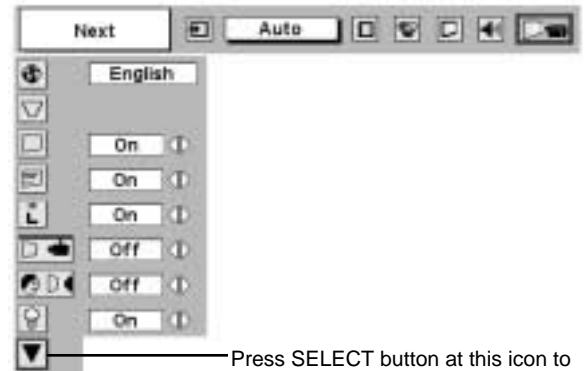 Next
Auto
English
On
On
On
Off
Off
On
Press SELECT button at this icon to